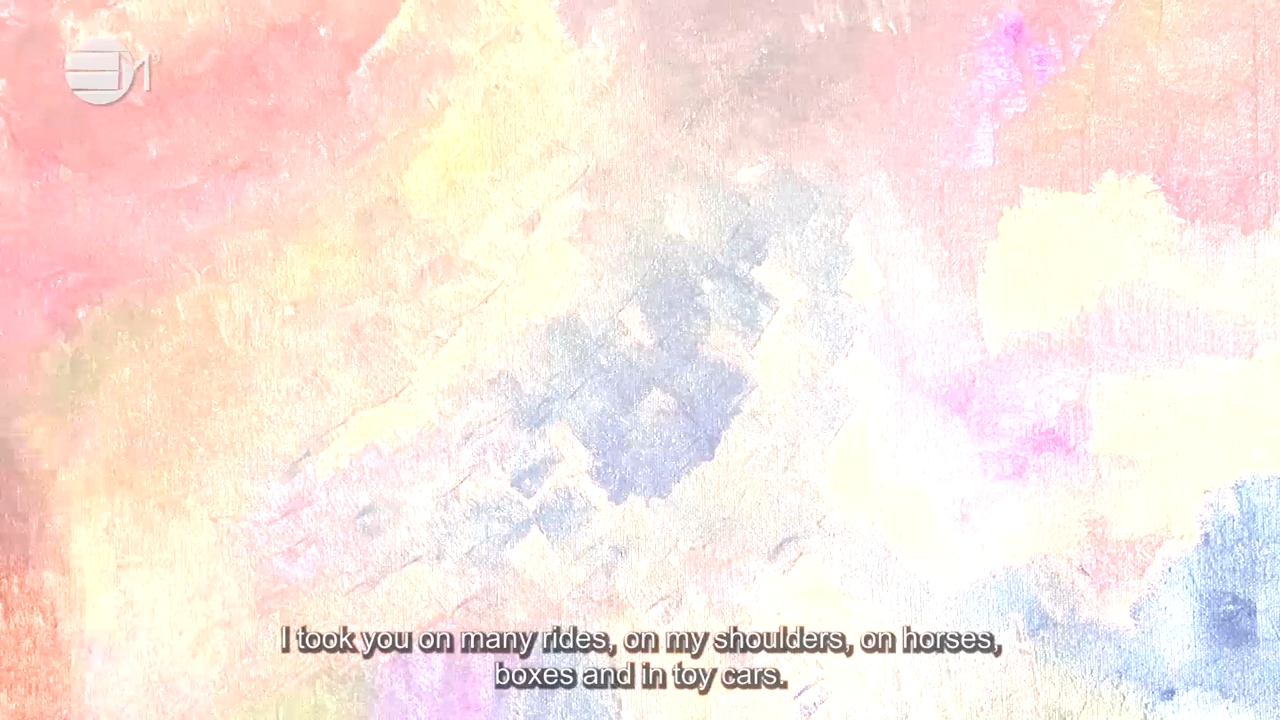 I took you on many rides, on my shoulders, on horses,
boxes and in toy cars.